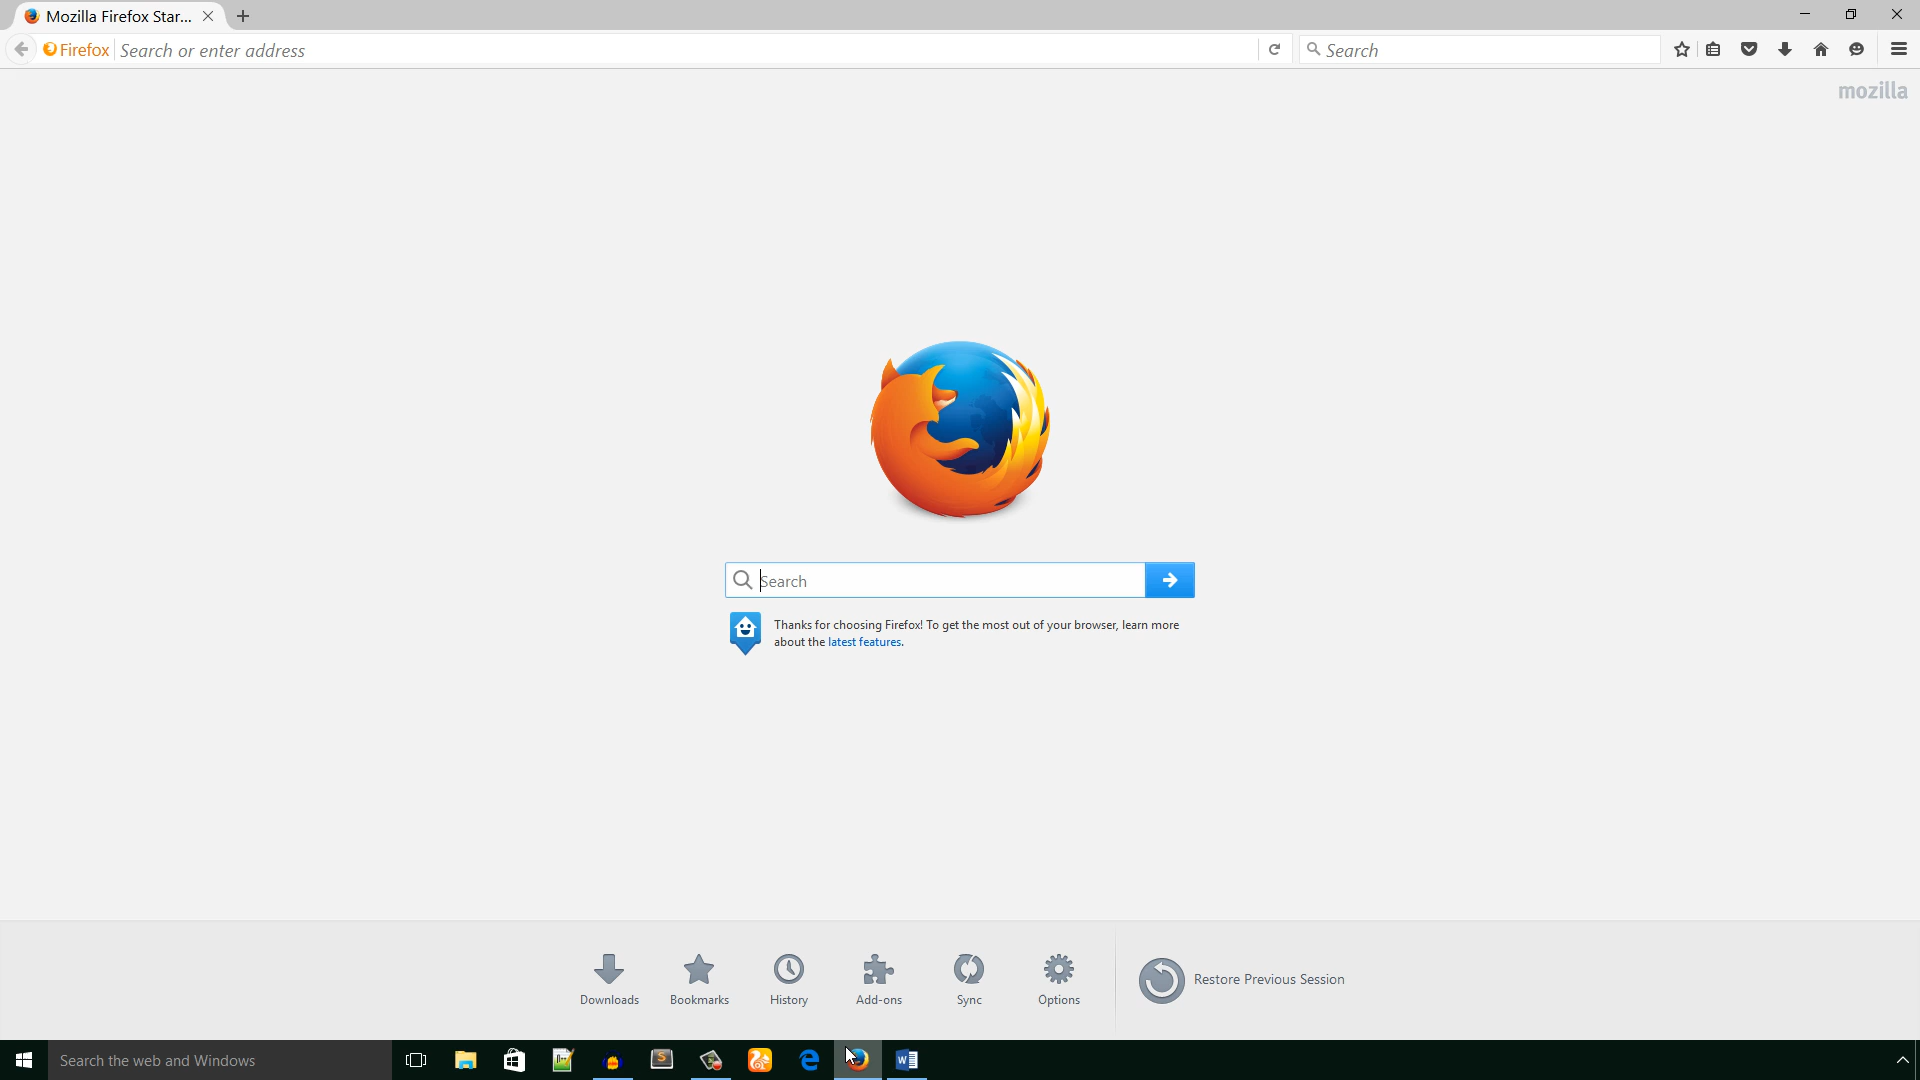 Mozilla Firefox Star...
Firefox Search or enter address
Search
mozilla
Search
Thanks for choosing Firefox! To get the most out of your browser, learn more
about the latest features.
Downloads
Bookmarks
History
Add-ons
Sync
Options
Restore Previous Session
Search the web and Windows